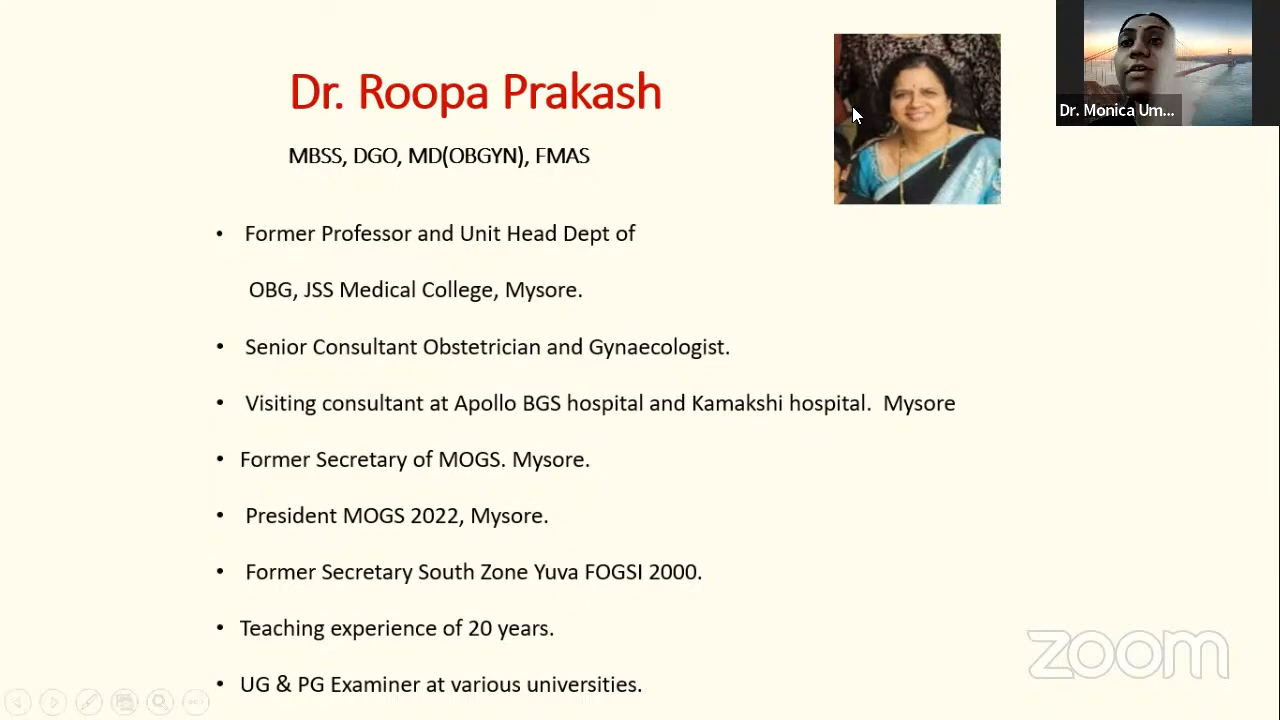 Dr. Roopa Prakash
Dr. Monica Um...
MBSS, DGO, MD(OBGYN), FMAS
• Former Professor and Unit Head Dept of
OBG, JSS Medical College, Mysore.
• Senior Consultant Obstetrician and Gynaecologist.
• Visiting consultant at Apollo BGS hospital and Kamakshi hospital. Mysore
• Former Secretary of MOGS. Mysore.
• President MOGS 2022, Mysore.
• Former Secretary South Zone Yuva FOGSI 2000.
• Teaching experience of 20 years.
• UG & PG Examiner at various universities.
zoom